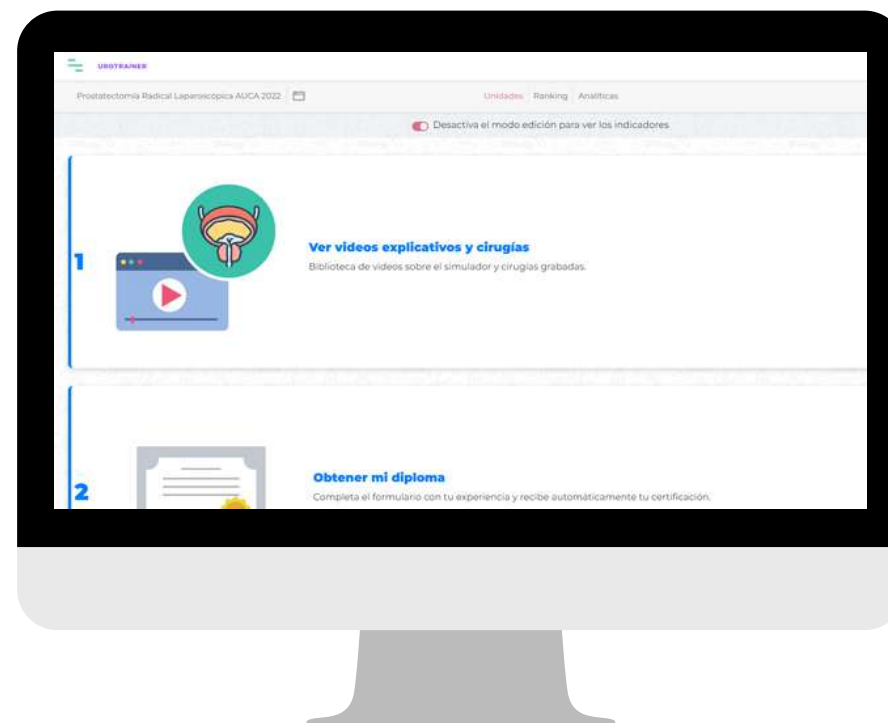 UROTRAINER
Prostatectomía Radical Laparoscópica AUCA 2022
Unidades Ranking Analíticas
Desactiva el modo edición para ver los indicadores
1
Ver videos explicativos y cirugías
Biblioteca de videos sobre el simulador y cirugías grabadas.
2
Obtener mi diploma
Completa el formulario con tu experiencia y recibe automáticamente tu certificación.